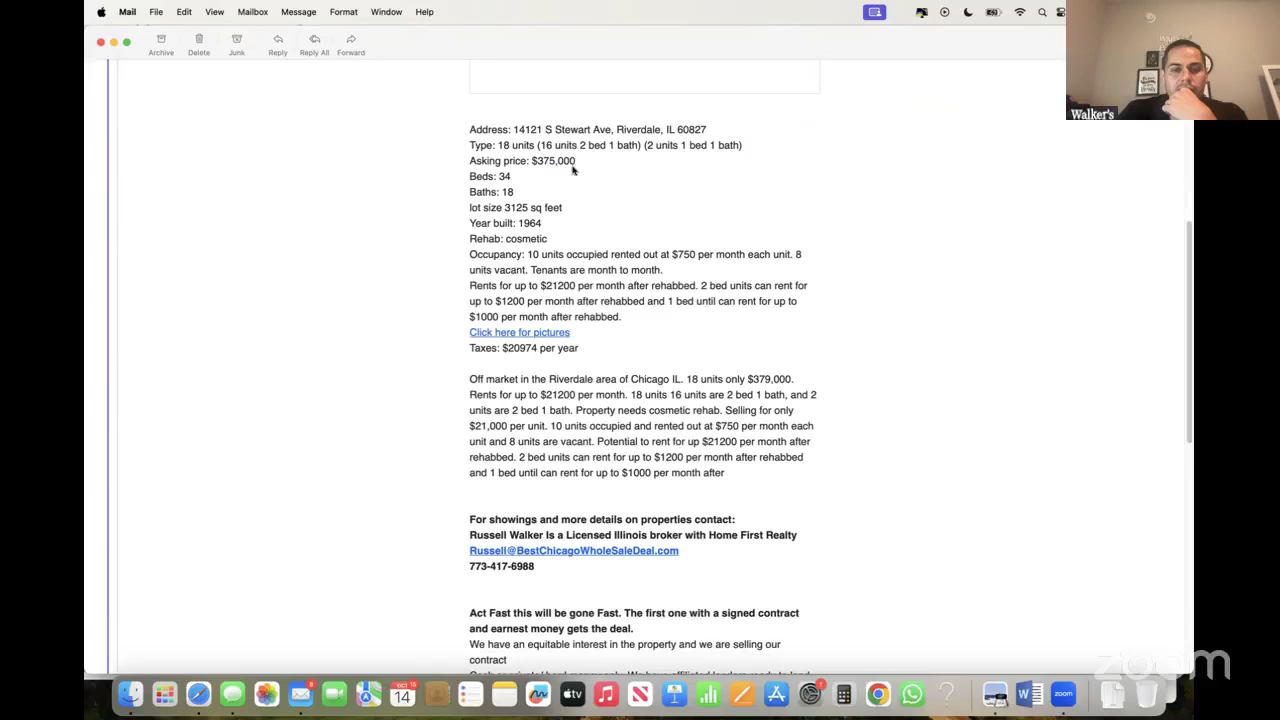 Mail File Edit View Mailbox Message Format Window Help
Archive Delete Junk Reply Reply All Forward
Walker's
Address: 14121 S Stewart Ave, Riverdale, IL 60827
Type: 18 units (16 units 2 bed 1 bath) (2 units 1 bed 1 bath)
Asking price: $375,000
Beds: 34
Baths: 18
lot size 3125 sq feet
Year built: 1964
Rehab: cosmetic
Occupancy: 10 units occupied rented out at $750 per month each unit. 8
units vacant. Tenants are month to month.
Rents for up to $21200 per month after rehabbed. 2 bed units can rent for
up to $1200 per month after rehabbed and 1 bed until can rent for up to
$1000 per month after rehabbed.
Click here for pictures
Taxes: $20974 per year
Off market in the Riverdale area of Chicago IL. 18 units only $379,000.
Rents for up to $21200 per month. 18 units 16 units are 2 bed 1 bath, and 2
units are 2 bed 1 bath. Property needs cosmetic rehab. Selling for only
$21,000 per unit. 10 units occupied and rented out at $750 per month each
unit and 8 units are vacant. Potential to rent for up $21200 per month after
rehabbed. 2 bed units can rent for up to $1200 per month after rehabbed
and 1 bed until can rent for up to $1000 per month after
For showings and more details on properties contact:
Russell Walker Is a Licensed Illinois broker with Home First Realty
Russell@BestChicagoWholeSaleDeal.com
773-417-6988
Act Fast this will be gone Fast. The first one with a signed contract
and earnest money gets the deal.
We have an equitable interest in the property and we are selling our
contract
zoom
OCT
14
tv
W
zoom